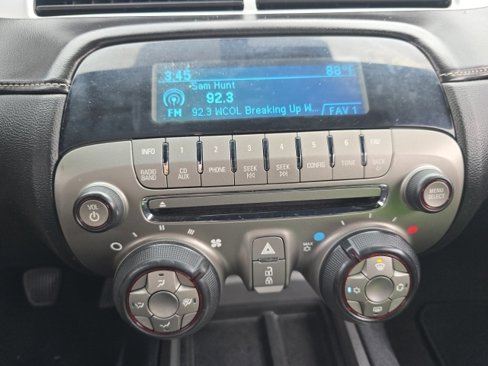 3:45 88°F
Sam Hunt
92.3
FM 92.3 WCOL Breaking Up W... FAV 1
INFO 1 2 3 4 5 6 FAV
RADIO BAND CD AUX PHONE SEEK SEEK CONFIG TONE BACK
VOL
MENU SELECT
MAX